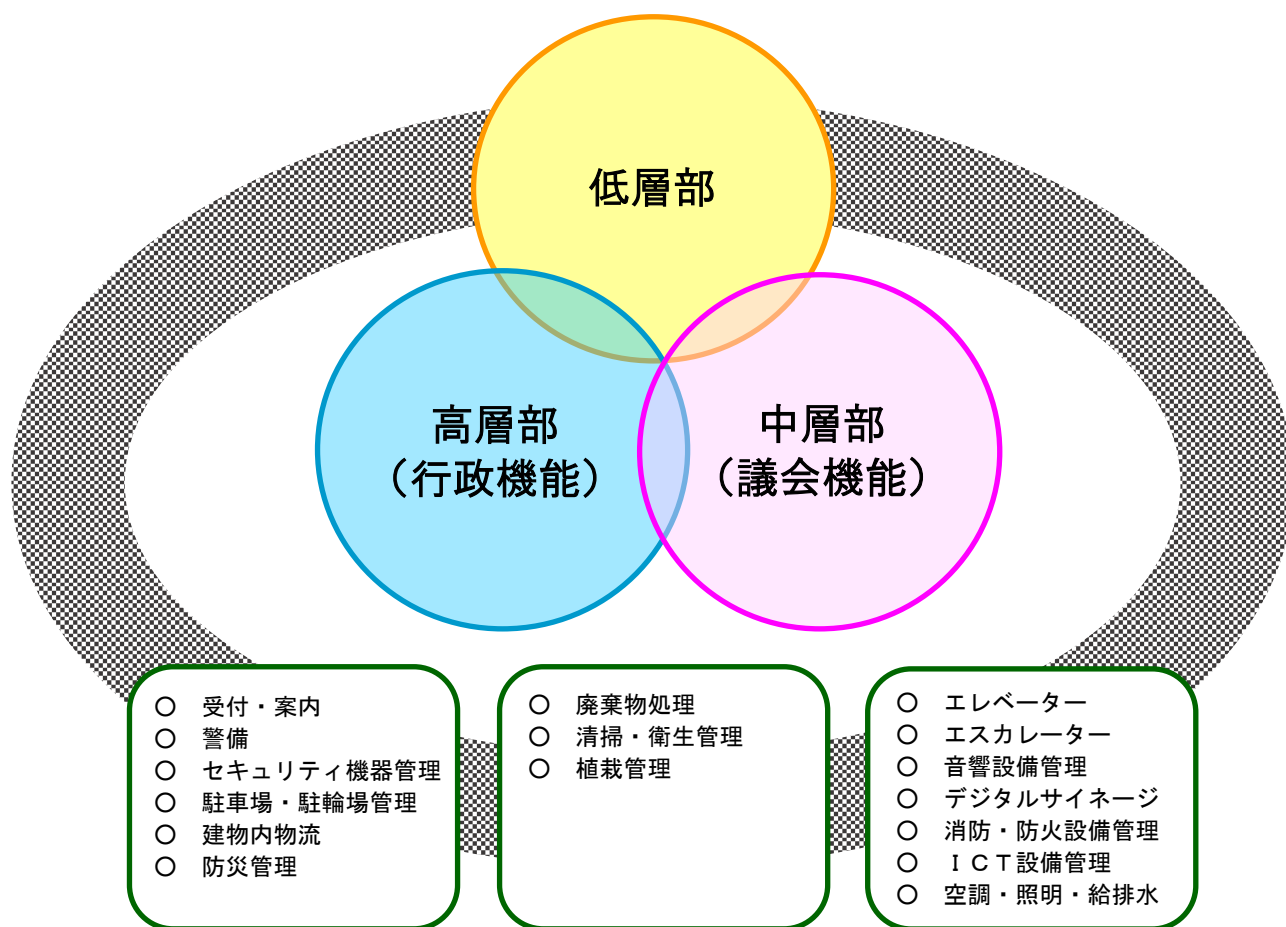 低層部
高層部
（行政機能）
中層部
（議会機能）
○ 受付・案内
○ 警備
○ セキュリティ機器管理
○ 駐車場・駐輪場管理
○ 建物内物流
○ 防災管理
○ 廃棄物処理
○ 清掃・衛生管理
○ 植栽管理
○ エレベーター
○ エスカレーター
○ 音響設備管理
○ デジタルサイネージ
○ 消防・防火設備管理
○ ＩＣＴ設備管理
○ 空調・照明・給排水